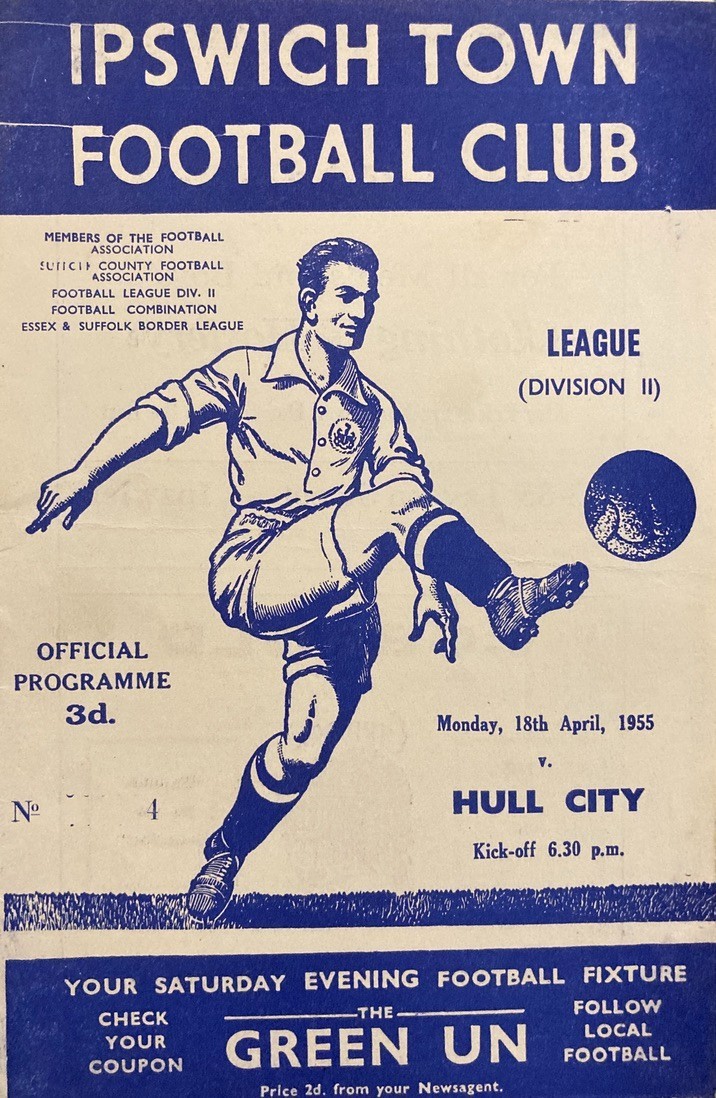 IPSWICH TOWN
FOOTBALL CLUB
MEMBERS OF THE FOOTBALL
ASSOCIATION
COUNTY FOOTBALL
ASSOCIATION
FOOTBALL LEAGUE DIV. II
FOOTBALL COMBINATION
ESSEX & SUFFOLK BORDER LEAGUE
LEAGUE
(DIVISION II)
OFFICIAL
PROGRAMME
3d.
Nº 4
Monday, 18th April, 1955
v.
HULL CITY
Kick-off 6.30 p.m.
YOUR SATURDAY EVENING FOOTBALL FIXTURE
CHECK
YOUR
COUPON
THE
GREEN UN
FOLLOW
LOCAL
FOOTBALL
Price 2d. from your Newsagent.